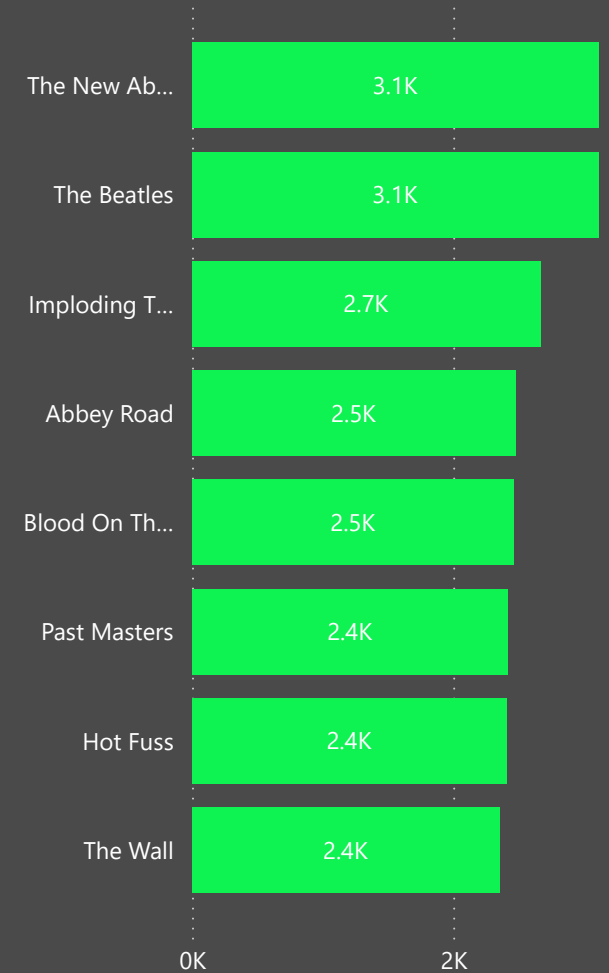 The New Ab... 3.1K
The Beatles 3.1K
Imploding T... 2.7K
Abbey Road 2.5K
Blood On Th... 2.5K
Past Masters 2.4K
Hot Fuss 2.4K
The Wall 2.4K
0K 2K